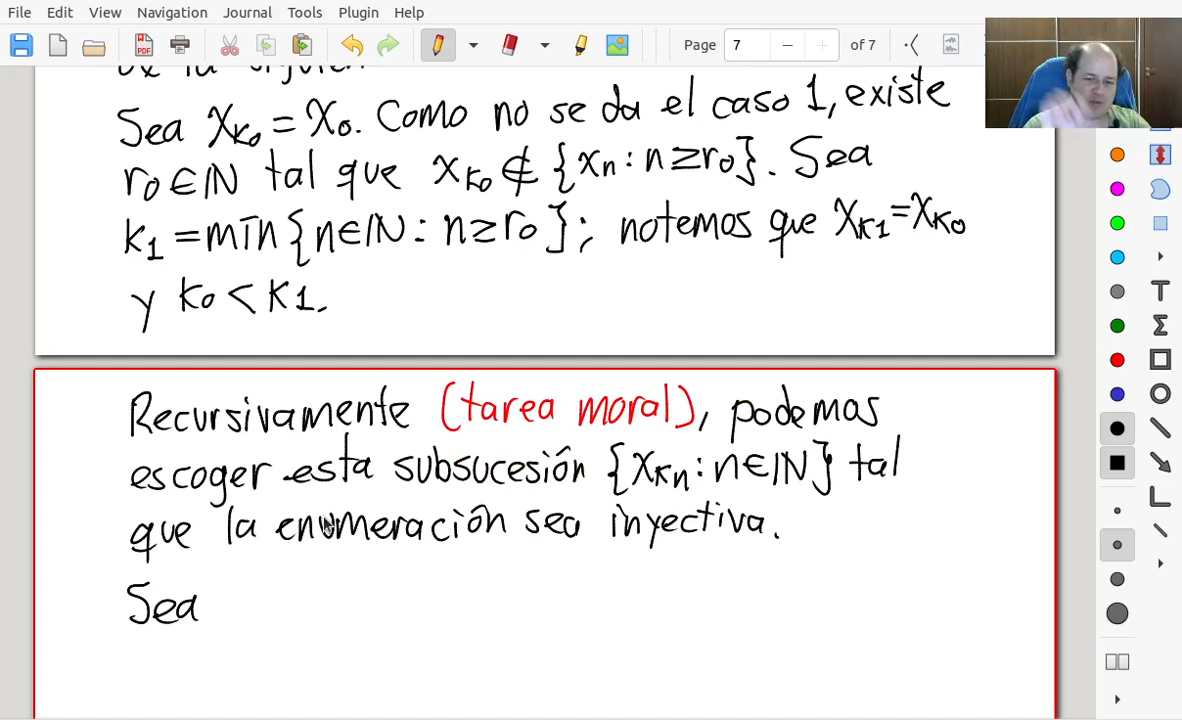 File Edit View Navigation Journal Tools Plugin Help
Page 7 of 7
Sea x_{k_0} = x_0. Como no se da el caso 1, existe
r_0 ∈ ℕ tal que x_{k_0} ∉ {x_n : n ≥ r_0}. Sea
k_1 = mín {n ∈ ℕ : n ≥ r_0}; notemos que x_{k_1} = x_{k_0}
y k_0 < k_1.
Recursivamente (tarea moral), podemos
escoger esta subsucesión {x_{k_n} : n ∈ ℕ} tal
que la enumeración sea inyectiva.
Sea